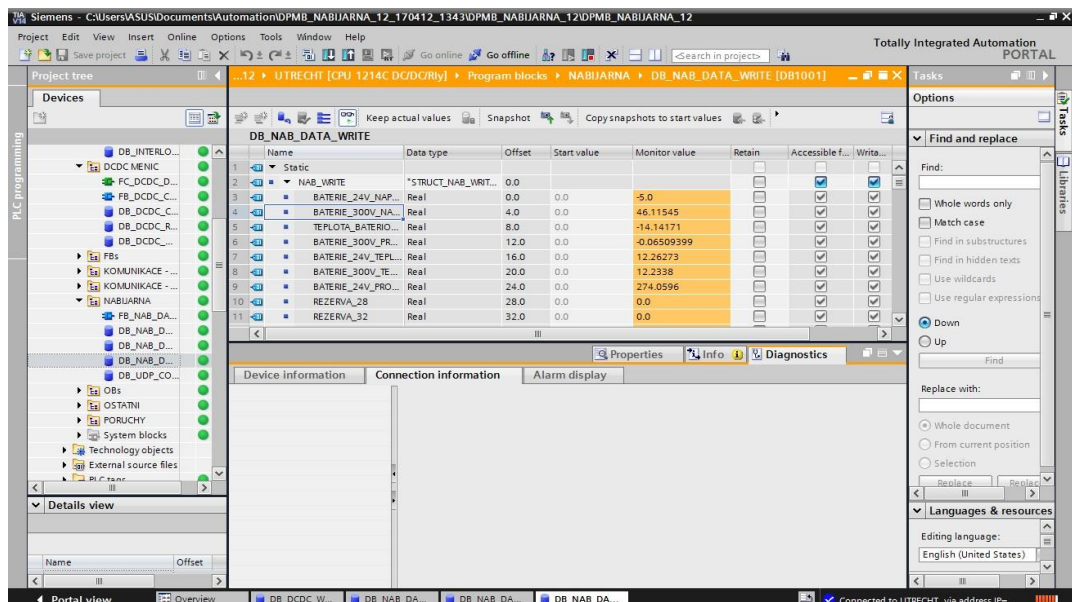 Siemens - C:\Users\ASUS\Documents\Automation\DPMB_NABIJARNA_12_170412_1343\DPMB_NABIJARNA_12\DPMB_NABIJARNA_12
Project Edit View Insert Online Options Tools Window Help
Totally Integrated Automation
PORTAL
Save project Go online Go offline <Search in project>
Project tree
...12 UTRECHT [CPU 1214C DC/DC/Rly] Program blocks NABIJARNA DB_NAB_DATA_WRITE [DB1001]
Tasks
Devices
Options
Keep actual values Snapshot Copy snapshots to start values
DB_NAB_DATA_WRITE
Name Data type Offset Start value Monitor value Retain Accessible f... Writa...
1 Static
2 NAB_WRITE "STRUCT_NAB_WRIT... 0.0
3 BATERIE_24V_NAP... Real 0.0 0.0 -5.0
4 BATERIE_300V_NA... Real 4.0 0.0 46.11545
5 TEPLOTA_BATERIO... Real 8.0 0.0 -14.14171
6 BATERIE_300V_PR... Real 12.0 0.0 -0.06509399
7 BATERIE_24V_TEPL... Real 16.0 0.0 12.26273
8 BATERIE_300V_TE... Real 20.0 0.0 12.2338
9 BATERIE_24V_PRO... Real 24.0 0.0 274.0596
10 REZERVA_28 Real 28.0 0.0 0.0
11 REZERVA_32 Real 32.0 0.0 0.0
PLC programming
DB_INTERLO...
DCDC MENIC
FC_DCDC_D...
FB_DCDC_C...
DB_DCDC_C...
DB_DCDC_R...
DB_DCDC_...
FBs
KOMUNIKACE - ...
KOMUNIKACE - ...
NABIJARNA
FB_NAB_DA...
DB_NAB_D...
DB_NAB_D...
DB_NAB_D...
DB_UDP_CO...
OBs
OSTATNI
PORUCHY
System blocks
Technology objects
External source files
PLC tags
Details view
Name Offset
Properties Info Diagnostics
Device information Connection information Alarm display
Find and replace
Find:
Whole words only
Match case
Find in substructures
Find in hidden texts
Use wildcards
Use regular expressions
Down
Up
Find
Replace with:
Whole document
From current position
Selection
Replace Replac
Languages & resources
Editing language:
English (United States)
Tasks
Libraries
Portal view Overview DB_DCDC_W... DB_NAB_DA... DB_NAB_DA... DB_NAB_DA... Connected to UTRECHT, via address IP=